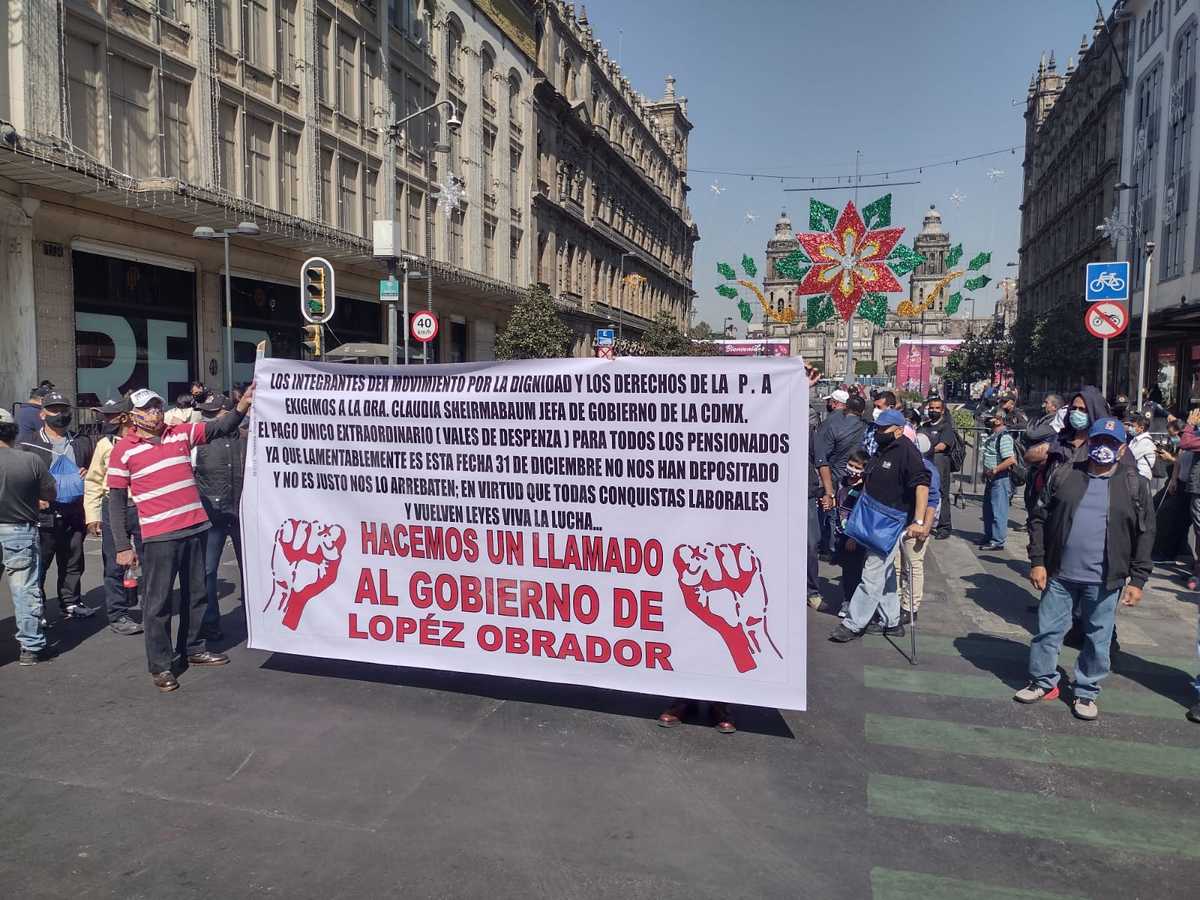 LOS INTEGRANTES DEN MOVIMIENTO POR LA DIGNIDAD Y LOS DERECHOS DE LA P. A
EXIGIMOS A LA DRA. CLAUDIA SHEIRMABAUM JEFA DE GOBIERNO DE LA CDMX.
EL PAGO UNICO EXTRAORDINARIO ( VALES DE DESPENZA ) PARA TODOS LOS PENSIONADOS
YA QUE LAMENTABLEMENTE ES ESTA FECHA 31 DE DICIEMBRE NO NOS HAN DEPOSITADO
Y NO ES JUSTO NOS LO ARREBATEN; EN VIRTUD QUE TODAS CONQUISTAS LABORALES
Y VUELVEN LEYES VIVA LA LUCHA...
HACEMOS UN LLAMADO
AL GOBIERNO DE
LOPÉZ OBRADOR
40
km/h